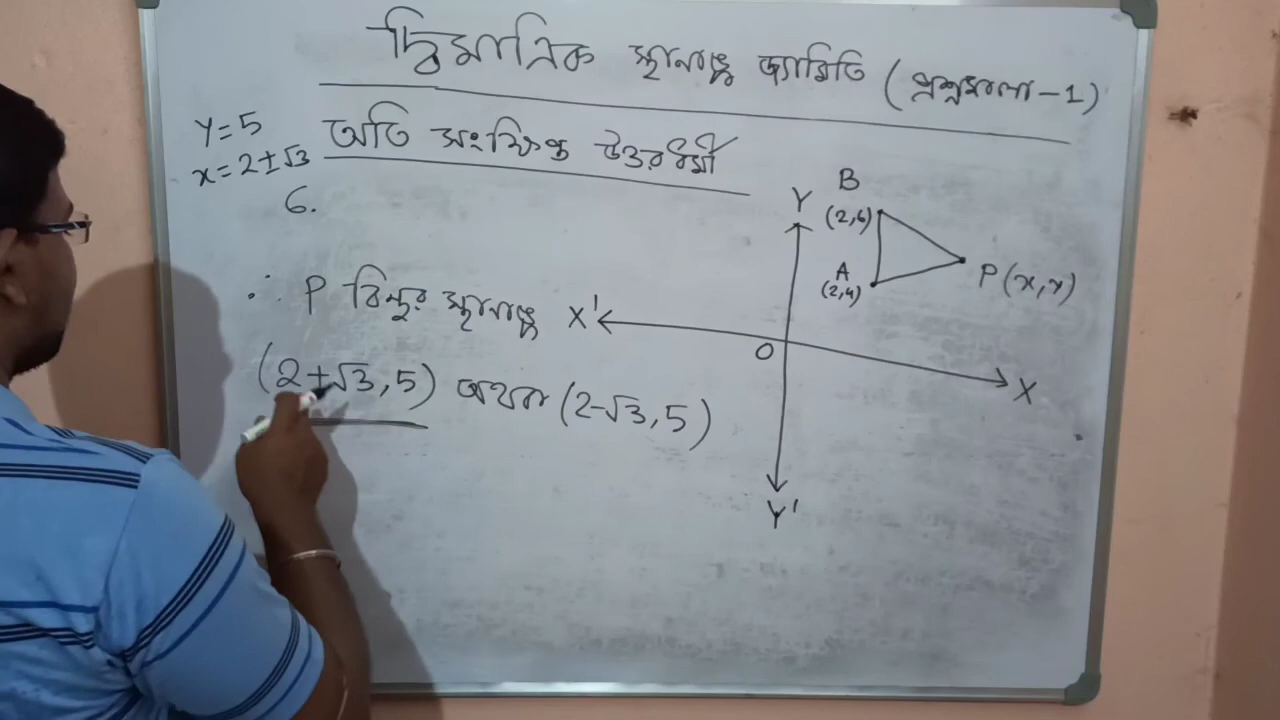 দ্বিমাত্রিক স্থানাঙ্ক জ্যামিতি (প্রশ্নমালা-1)
অতি সংক্ষিপ্ত উত্তরধর্মী
Y=5
x=2±√3
6.
∴ P বিন্দুর স্থানাঙ্ক
(2+√3, 5) অথবা (2-√3, 5)
Y
B
(2,6)
A
(2,4)
P(x,y)
X'
O
X
Y'